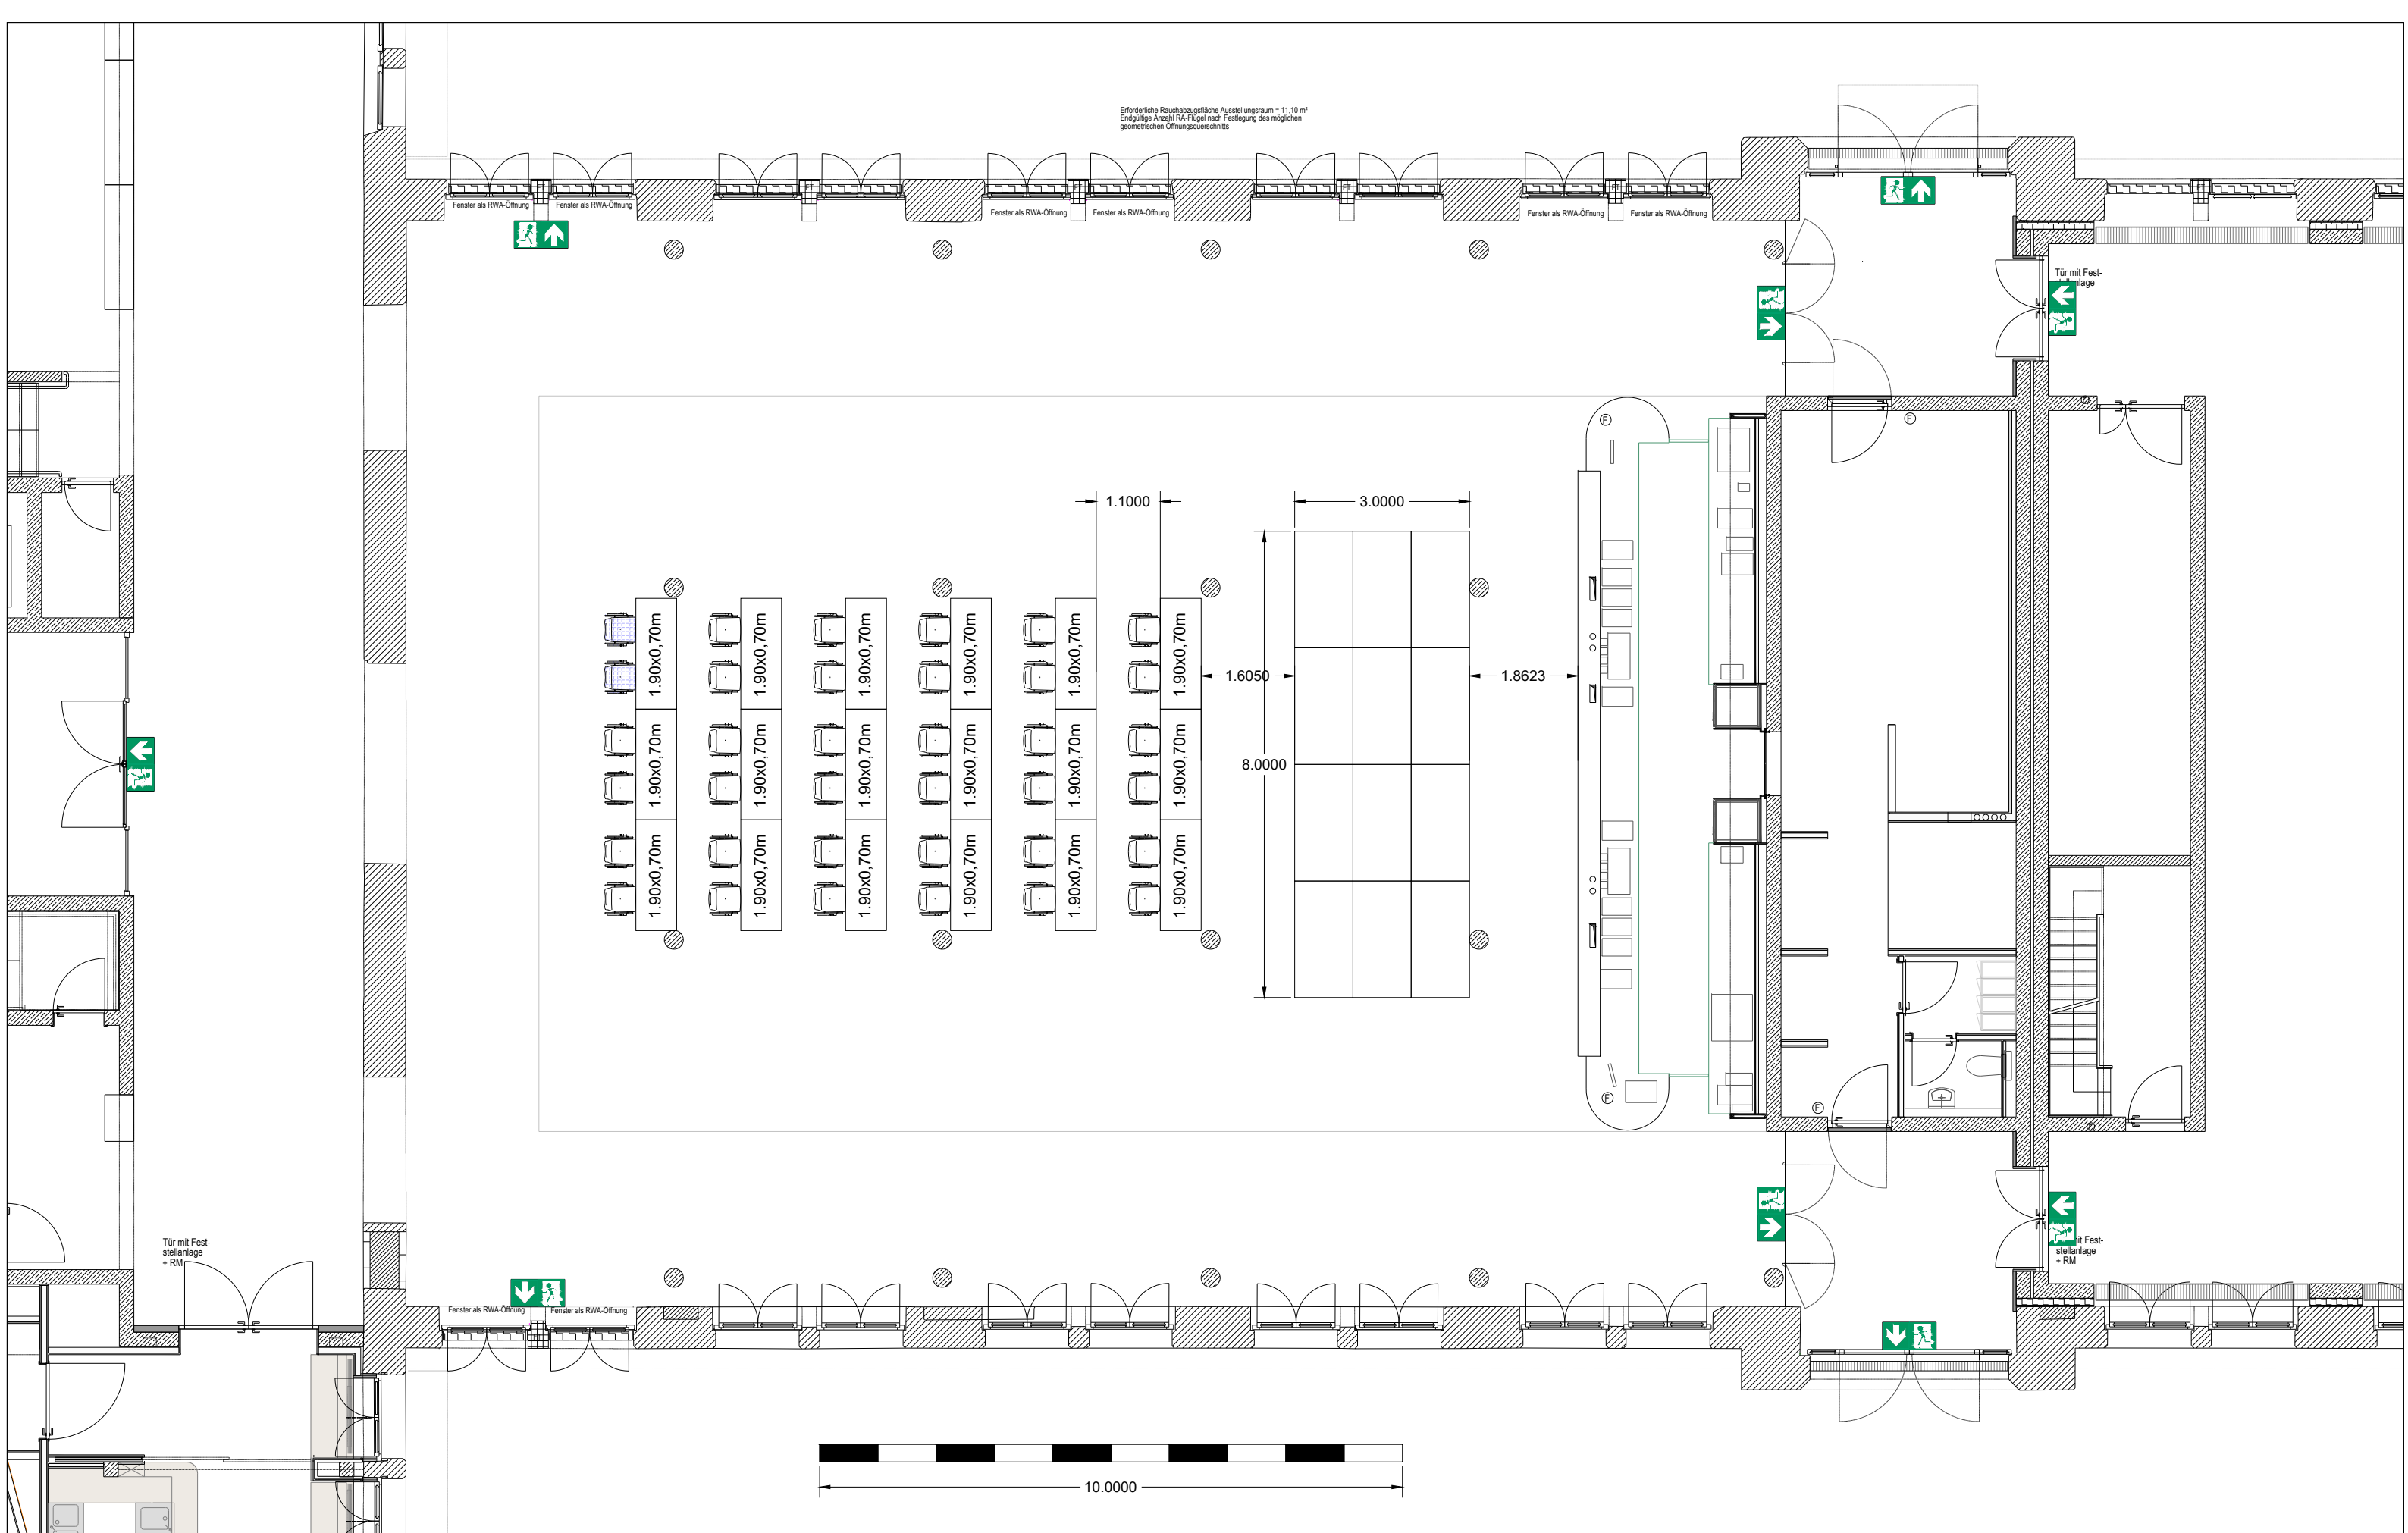 Erforderliche Rauchabzugsfläche Ausstellungsraum = 11,10 m²
Endgültige Anzahl RA-Flügel nach Festlegung des möglichen
geometrischen Öffnungsquerschnitts
Fenster als RWA-Öffnung
Fenster als RWA-Öffnung
Fenster als RWA-Öffnung
Fenster als RWA-Öffnung
Fenster als RWA-Öffnung
Fenster als RWA-Öffnung
Tür mit Fest-
F
F
1.1000
3.0000
1.90x0,70m
1.90x0,70m
1.90x0,70m
1.90x0,70m
1.90x0,70m
1.90x0,70m
1.6050
1.8623
1.90x0,70m
1.90x0,70m
1.90x0,70m
1.90x0,70m
1.90x0,70m
1.90x0,70m
8.0000
1.90x0,70m
1.90x0,70m
1.90x0,70m
1.90x0,70m
1.90x0,70m
1.90x0,70m
F
F
Tür mit Fest-
stellanlage
+ RM
Fest-
stellanlage
+ RM
Fenster als RWA-Öffnung
Fenster als RWA-Öffnung
10.0000